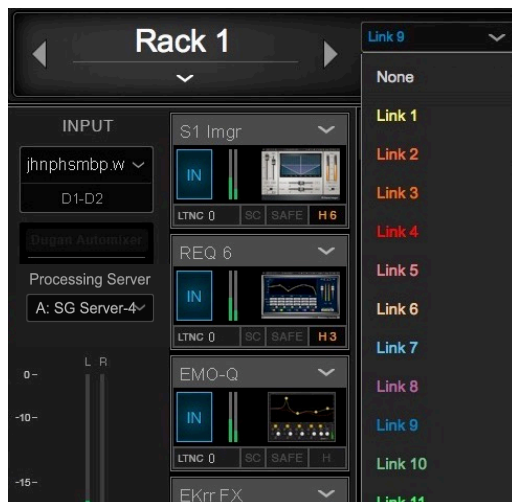 Rack 1
Link 9
None
Link 1
Link 2
Link 3
Link 4
Link 5
Link 6
Link 7
Link 8
Link 9
Link 10
Link 11
INPUT
jhnphsmbp.w
D1-D2
Dugan Automixer
Processing Server
A: SG Server-4
L R
0-
-10-
-15-
S1 Imgr
IN
LTNC 0 SC SAFE H6
REQ 6
IN
LTNC 0 SC SAFE H3
EMO-Q
IN
LTNC 0 SC SAFE H
EKrr FX